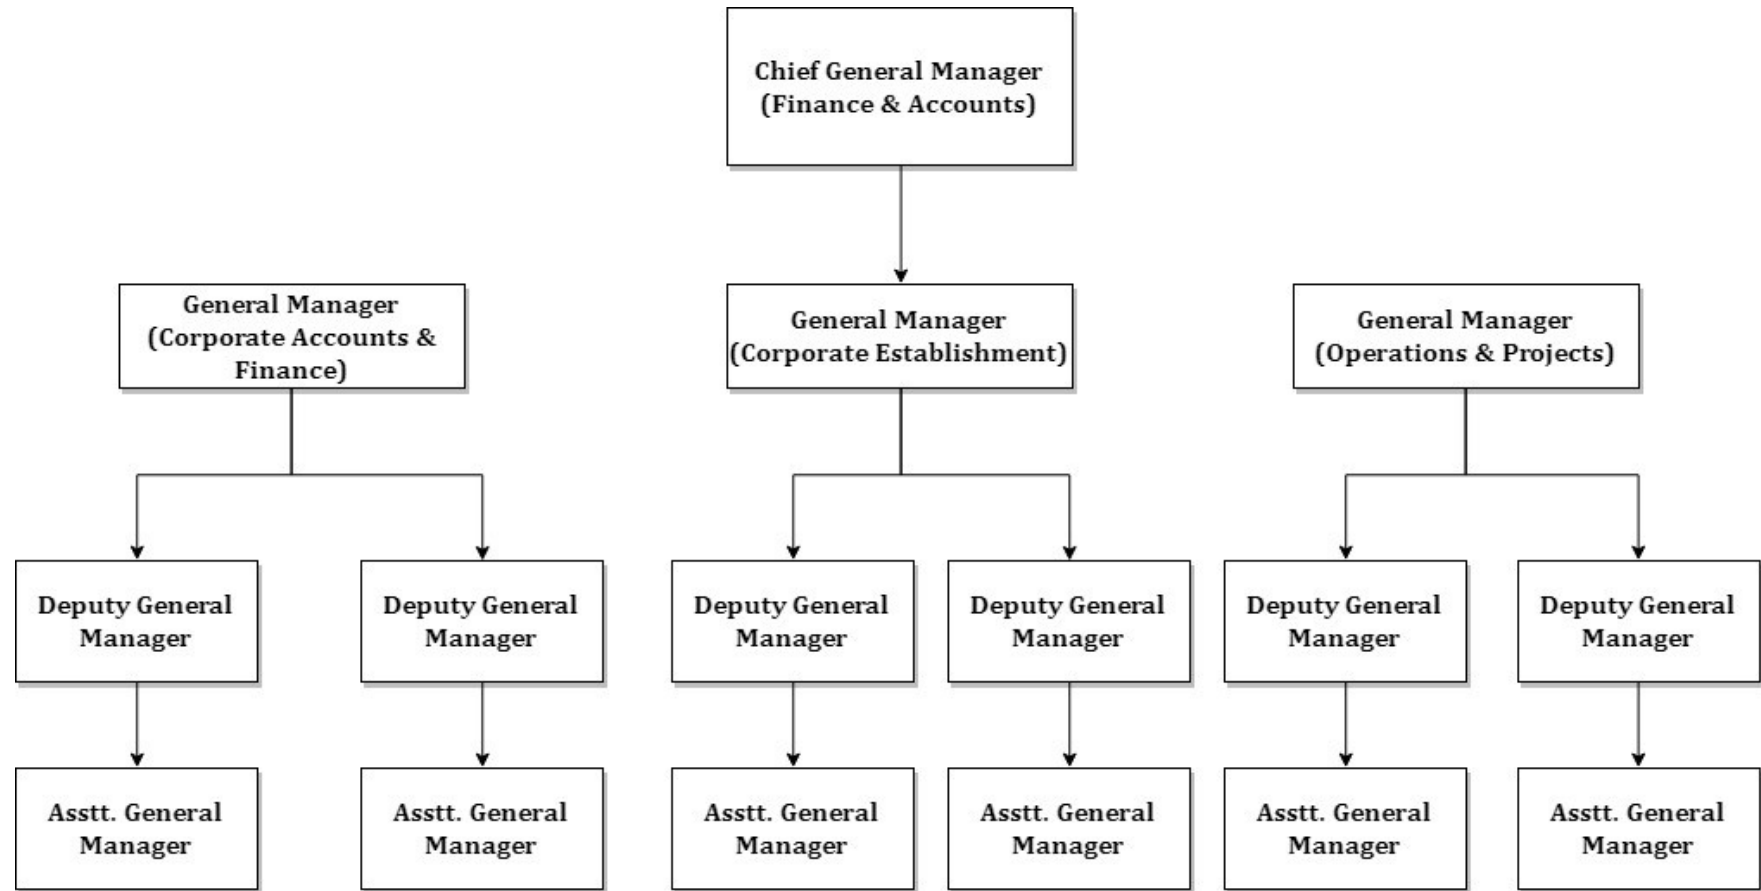 Chief General Manager
(Finance & Accounts)
General Manager
(Corporate Accounts &
Finance)
General Manager
(Corporate Establishment)
General Manager
(Operations & Projects)
Deputy General
Manager
Deputy General
Manager
Deputy General
Manager
Deputy General
Manager
Deputy General
Manager
Deputy General
Manager
Asstt. General
Manager
Asstt. General
Manager
Asstt. General
Manager
Asstt. General
Manager
Asstt. General
Manager
Asstt. General
Manager